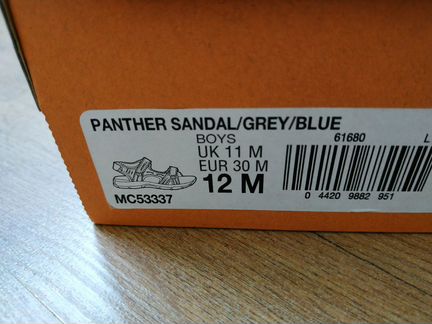 PANTHER SANDAL/GREY/BLUE
BOYS
61680
L
UK 11 M
EUR 30 M
12 M
MC53337
0 4420 9882 951